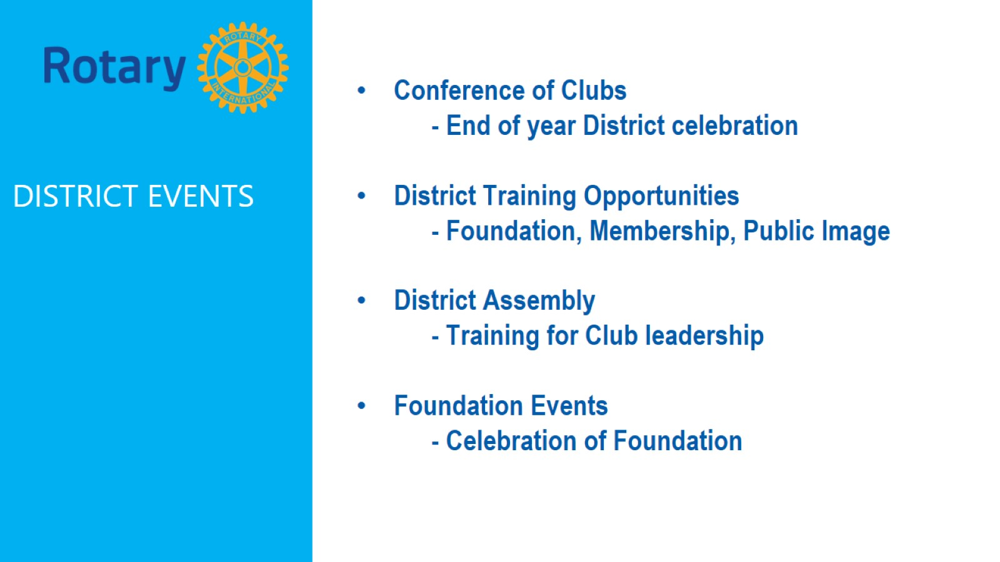 Rotary
ROTARY
INTERNATIONAL
DISTRICT EVENTS
• Conference of Clubs
- End of year District celebration
• District Training Opportunities
- Foundation, Membership, Public Image
• District Assembly
- Training for Club leadership
• Foundation Events
- Celebration of Foundation